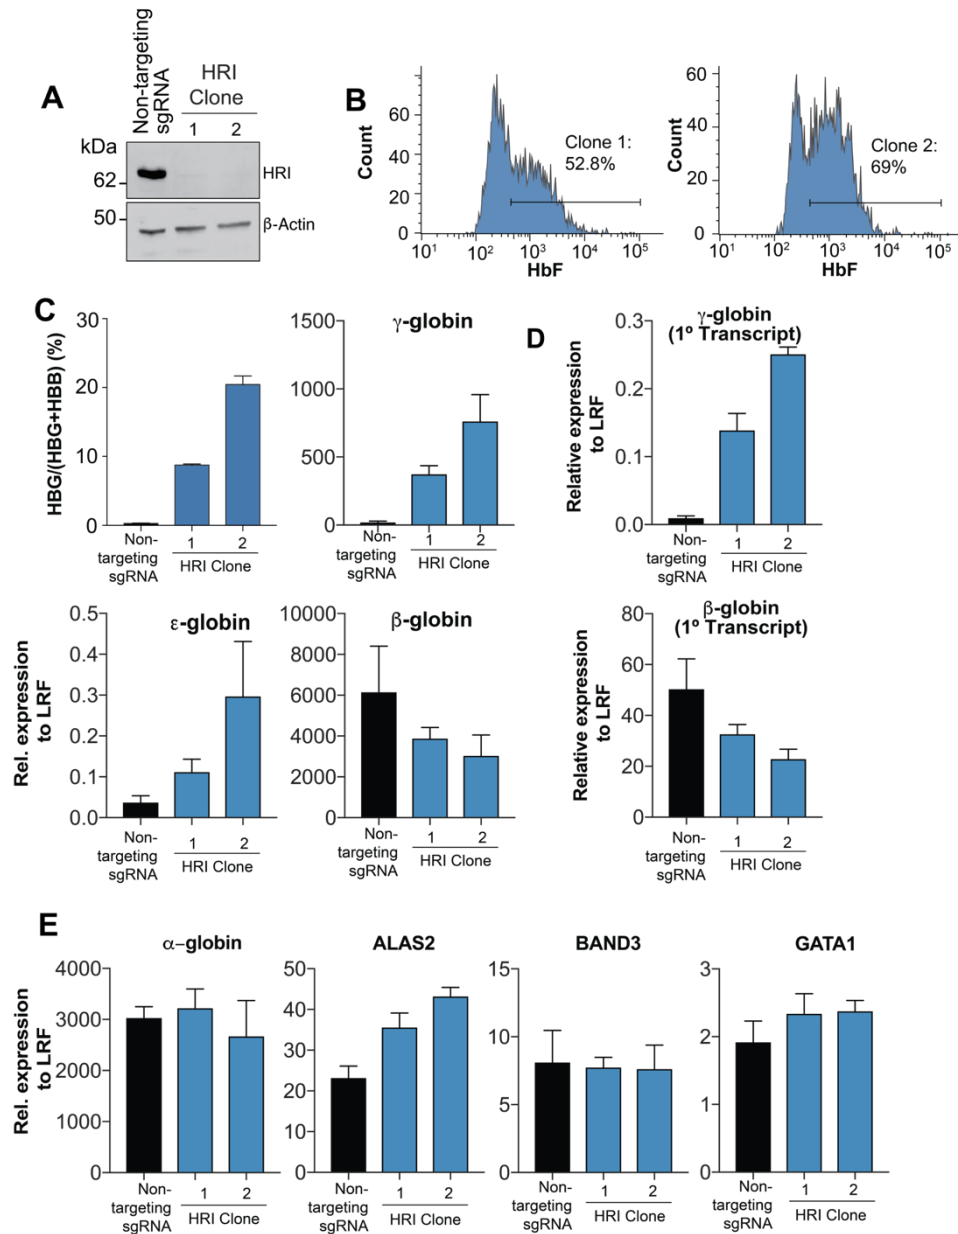 A
Non-targeting
sgRNA
HRI
Clone
1 2
kDa
62
50
HRI
β-Actin
B
Count
60
40
20
0
Clone 1:
52.8%
10¹ 10² 10³ 10⁴ 10⁵
HbF
Count
60
40
20
0
Clone 2:
69%
10¹ 10² 10³ 10⁴ 10⁵
HbF
C
HBG/(HBG+HBB) (%)
30
20
10
0
Non-
targeting
sgRNA
1 2
HRI Clone
γ-globin
1500
1000
500
0
Non-
targeting
sgRNA
1 2
HRI Clone
D
γ-globin
(1º Transcript)
Relative expression
to LRF
0.3
0.2
0.1
0.0
Non-
targeting
sgRNA
1 2
HRI Clone
ε-globin
Rel. expression
to LRF
0.5
0.4
0.3
0.2
0.1
0.0
Non-
targeting
sgRNA
1 2
HRI Clone
β-globin
10000
8000
6000
4000
2000
0
Non-
targeting
sgRNA
1 2
HRI Clone
β-globin
(1º Transcript)
Relative expression
to LRF
80
60
40
20
0
Non-
targeting
sgRNA
1 2
HRI Clone
E
α-globin
Rel. expression
to LRF
4000
3000
2000
1000
0
Non-
targeting
sgRNA
1 2
HRI Clone
ALAS2
50
40
30
20
10
0
Non-
targeting
sgRNA
1 2
HRI Clone
BAND3
15
10
5
0
Non-
targeting
sgRNA
1 2
HRI Clone
GATA1
3
2
1
0
Non-
targeting
sgRNA
1 2
HRI Clone